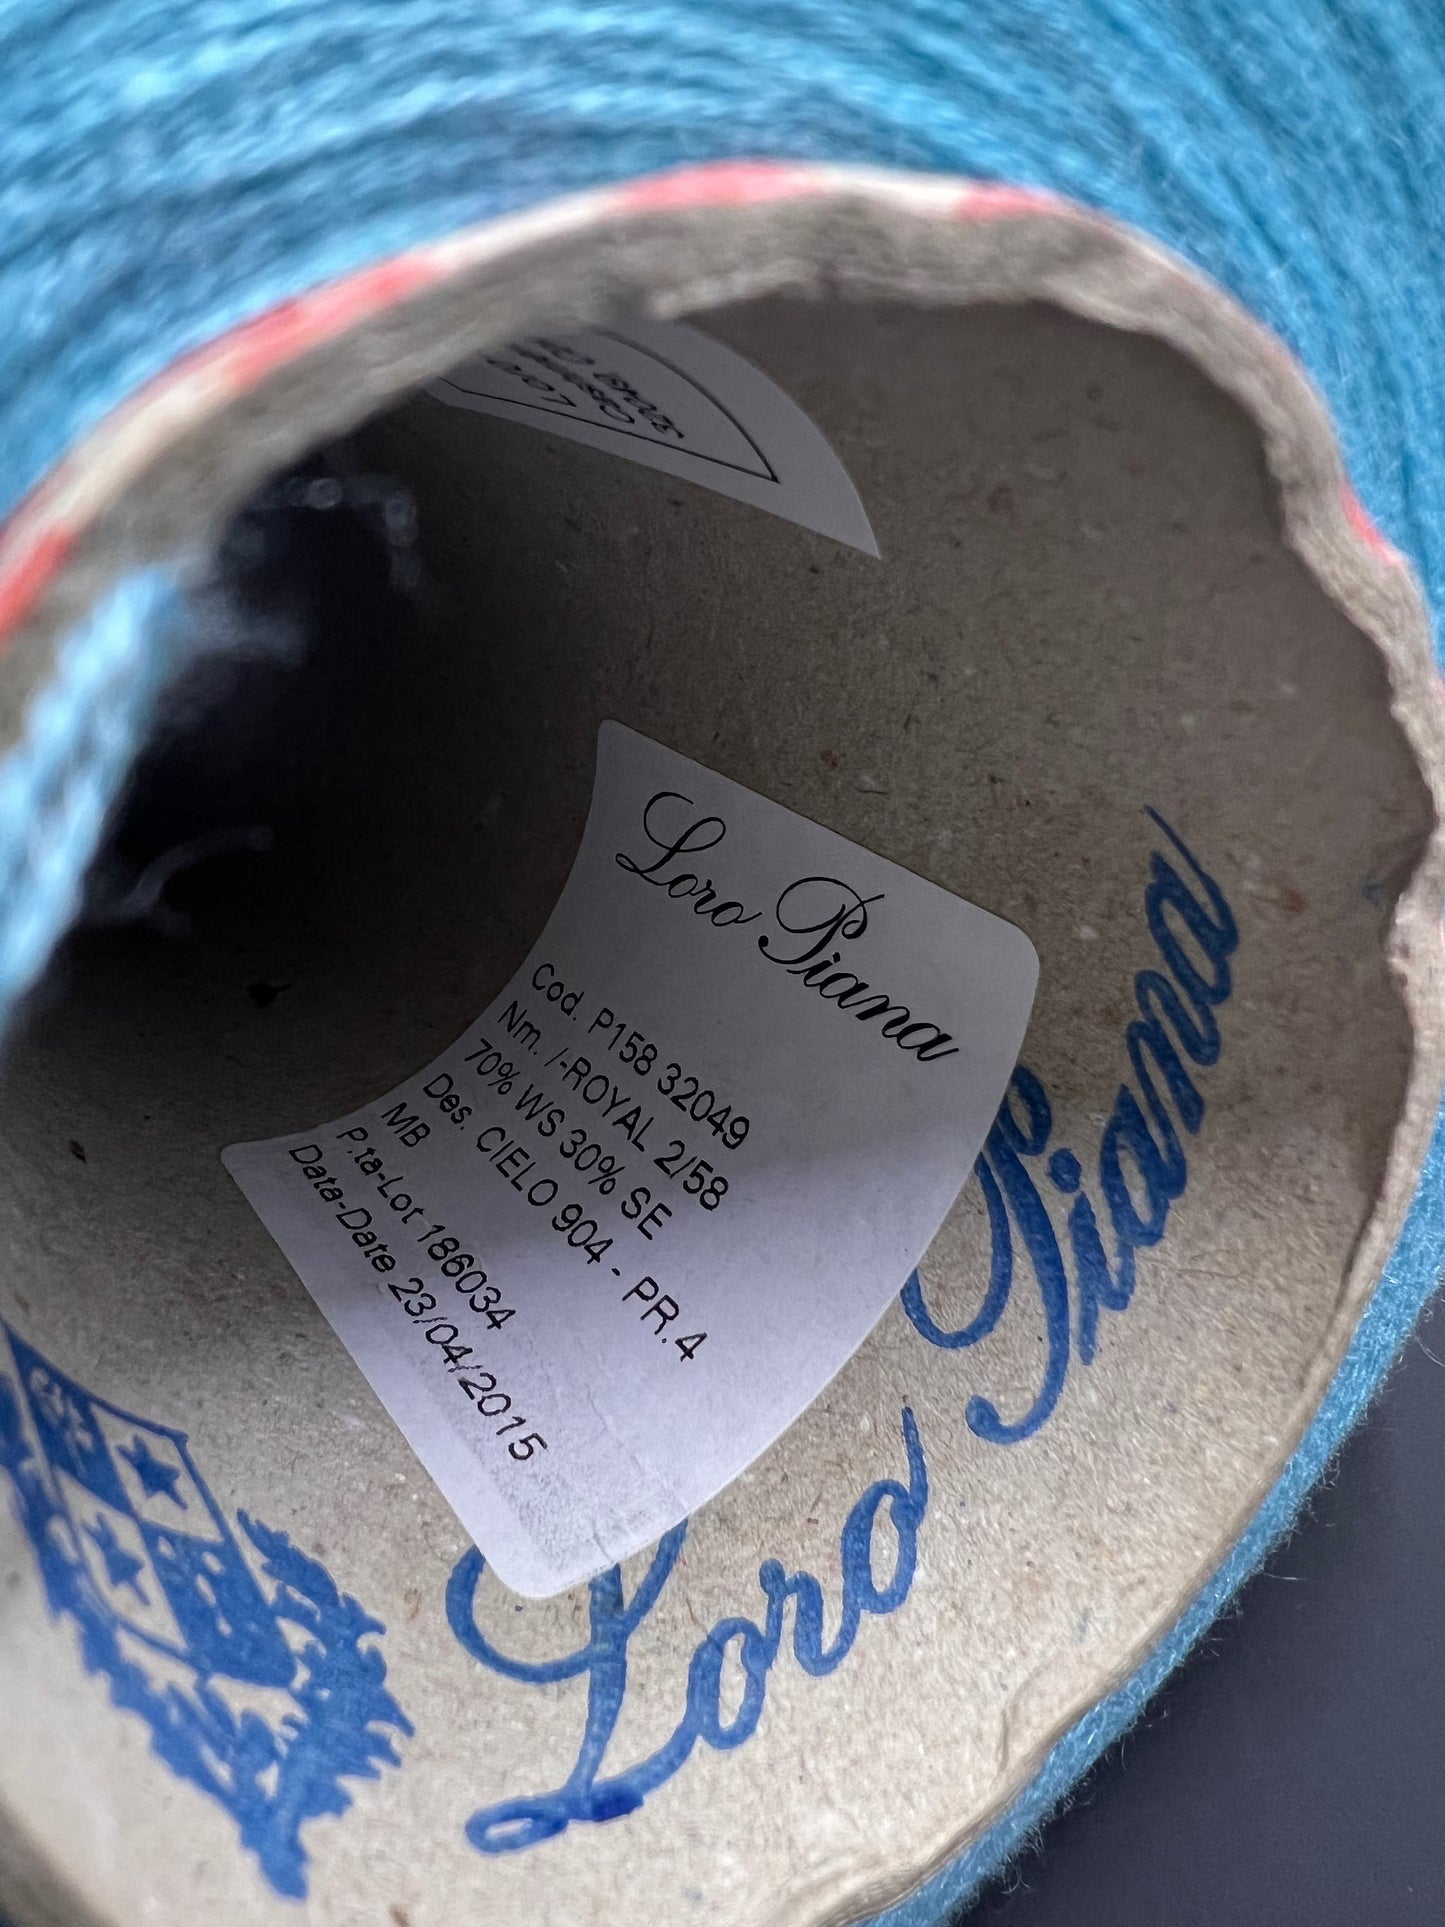 Loro Piana
Cod. P158 32049
Nm. /-ROYAL 2/58
70% WS 30% SE
Des. CIELO 904 - PR.4
MB
P.ta-Lot 186034
Data-Date 23/04/2015
Loro Piana